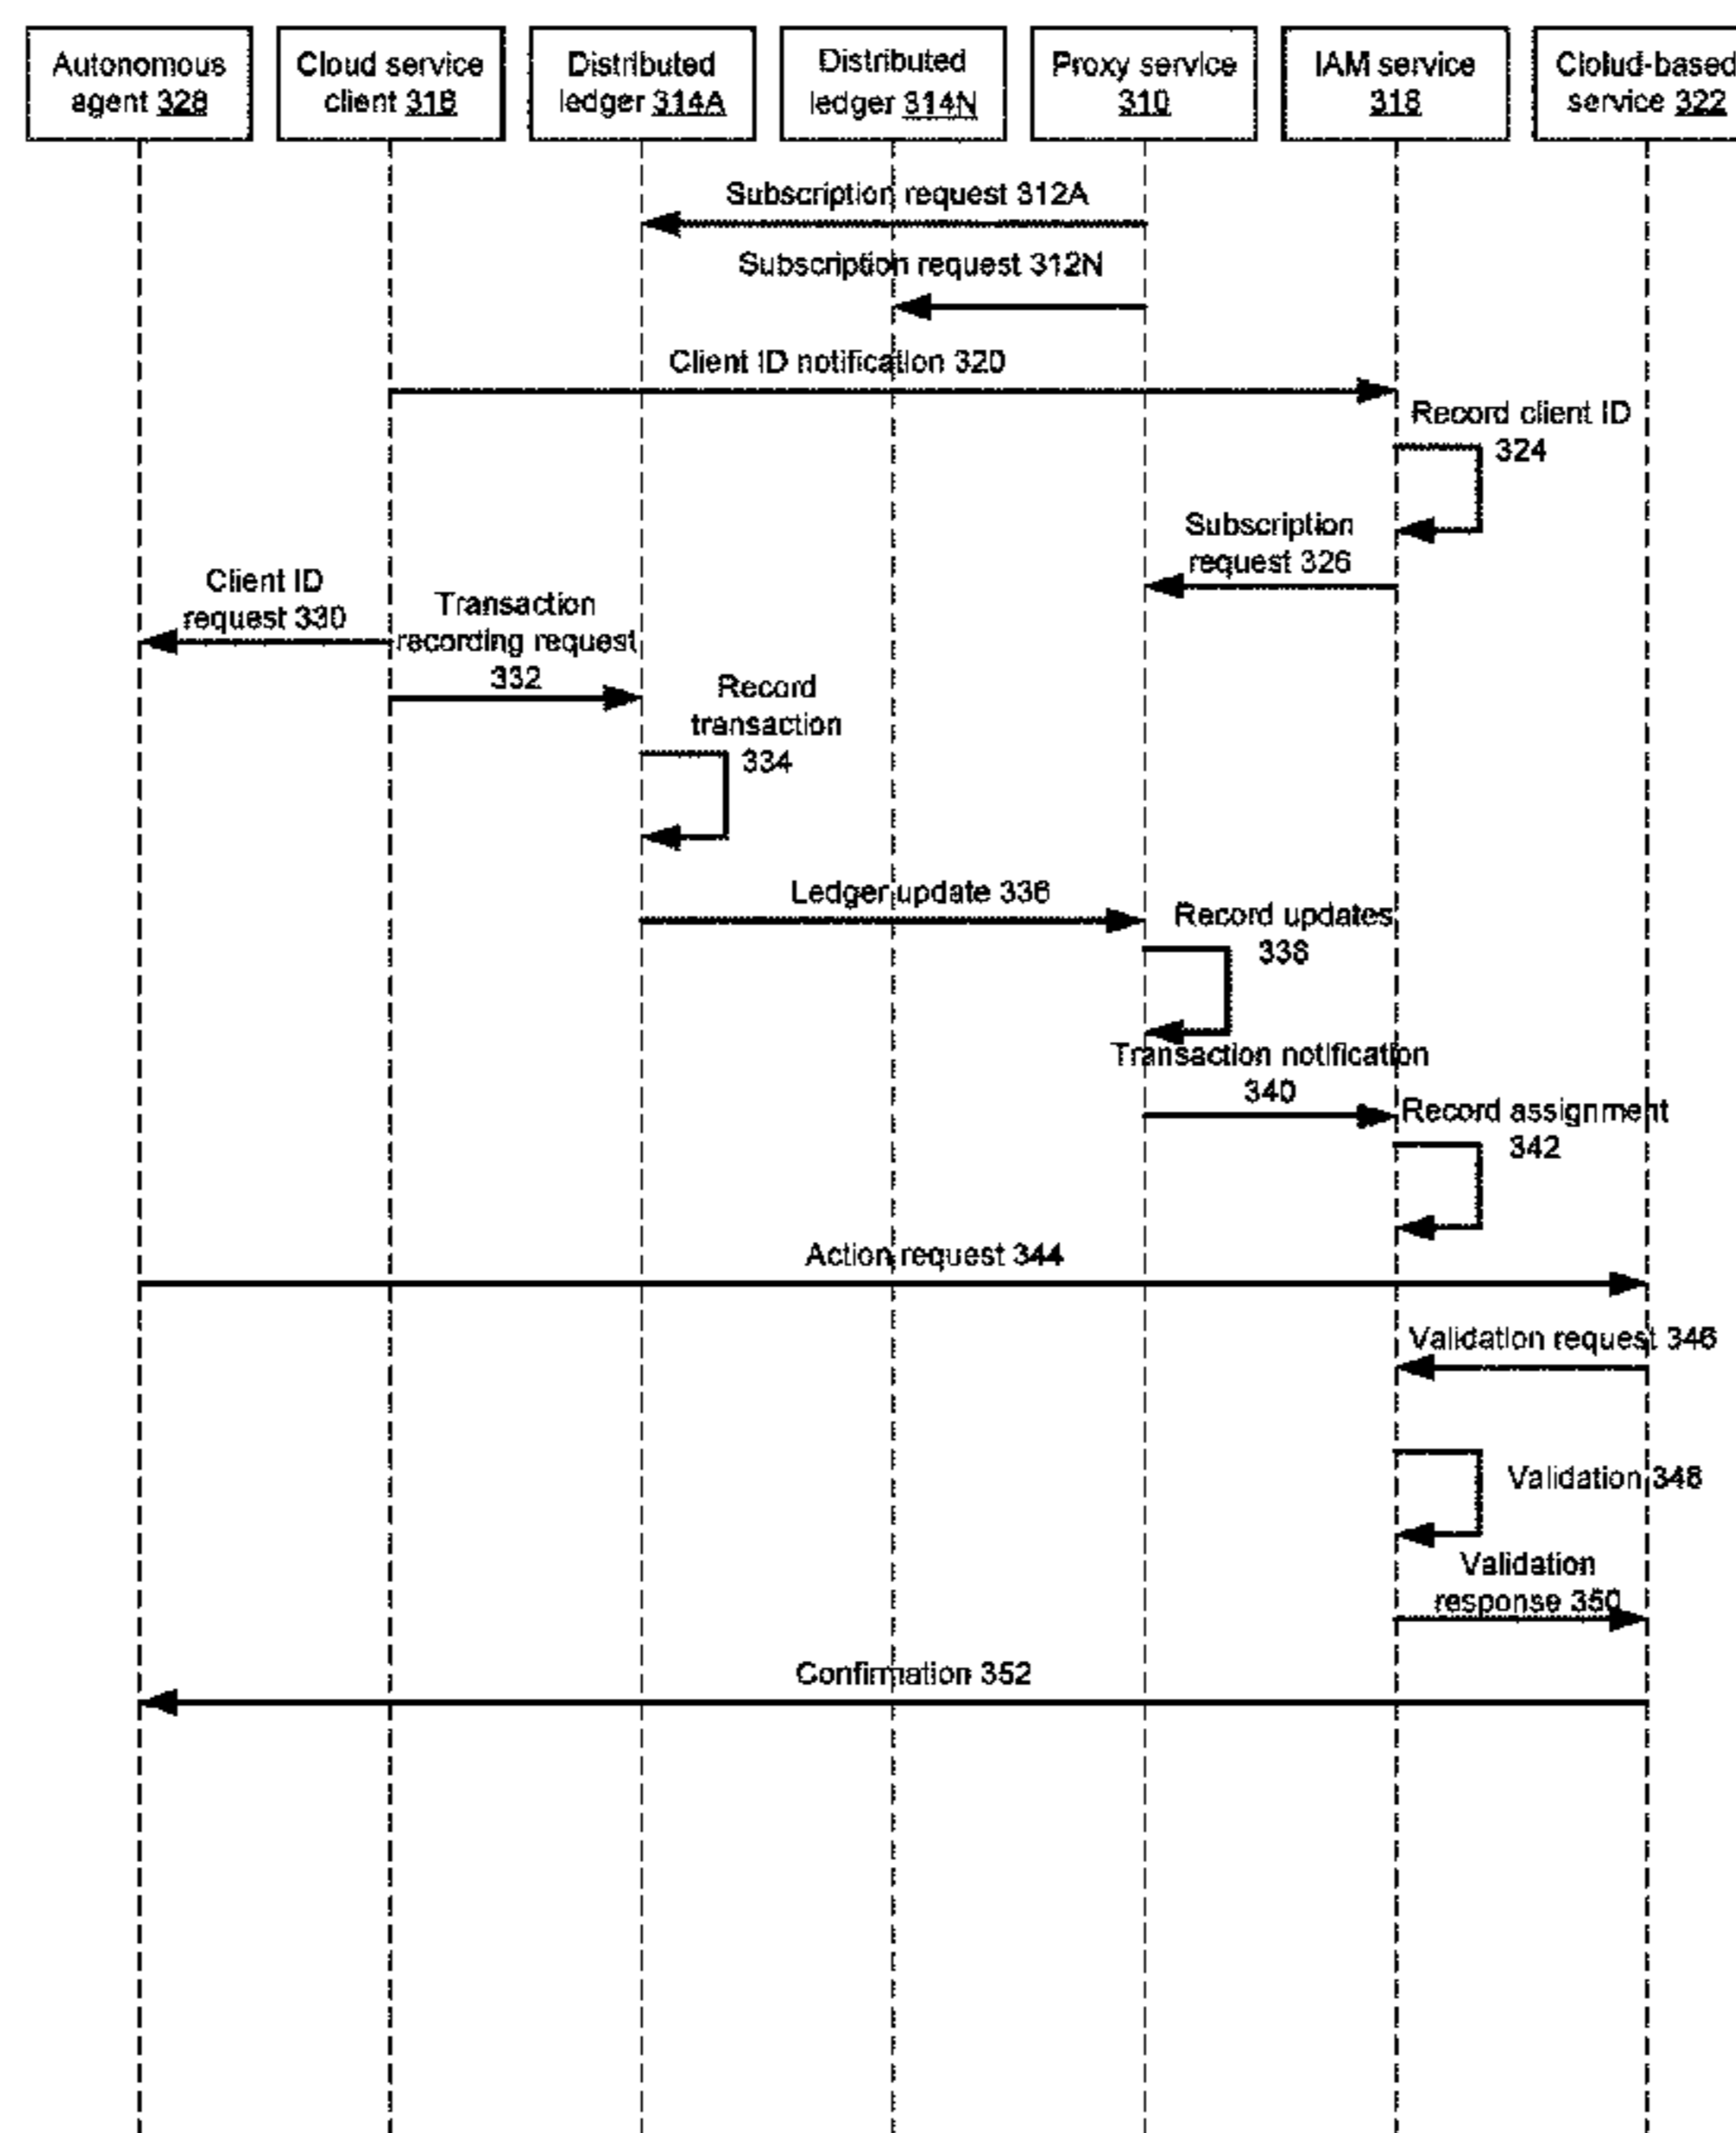 Autonomous
agent 328
Cloud service
client 316
Distributed
ledger 314A
Distributed
ledger 314N
Proxy service
310
IAM service
318
Clolud-based
service 322
Subscription request 312A
Subscription request 312N
Client ID notification 320
Record client ID
324
Subscription
request 326
Client ID
request 330
Transaction
recording request
332
Record
transaction
334
Ledger update 336
Record updates
338
Transaction notification
340
Record assignment
342
Action request 344
Validation request 346
Validation 348
Validation
response 350
Confirmation 352